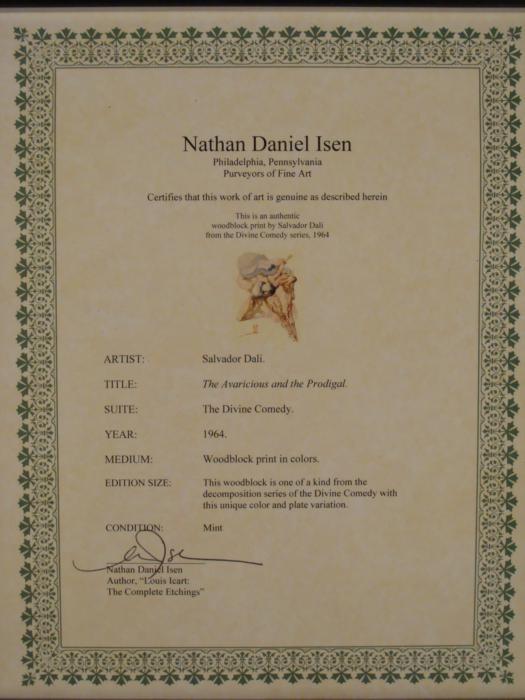 Nathan Daniel Isen
Philadelphia, Pennsylvania
Purveyors of Fine Art
Certifies that this work of art is genuine as described herein
This is an authentic
woodblock print by Salvador Dali
from the Divine Comedy series, 1964
ARTIST: Salvador Dali.
TITLE: The Avaricious and the Prodigal.
SUITE: The Divine Comedy.
YEAR: 1964.
MEDIUM: Woodblock print in colors.
EDITION SIZE: This woodblock is one of a kind from the
decomposition series of the Divine Comedy with
this unique color and plate variation.
CONDITION: Mint
Nathan Daniel Isen
Author, "Louis Icart:
The Complete Etchings"